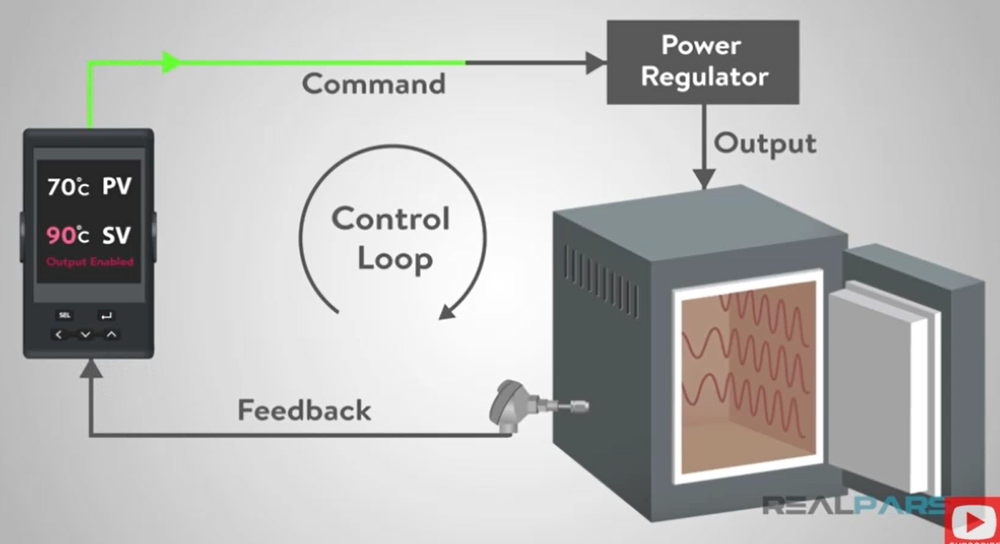 Power
Regulator
Command
Output
70°c PV
90°c SV
Output Enabled
SEL
Control
Loop
Feedback
REALPARS